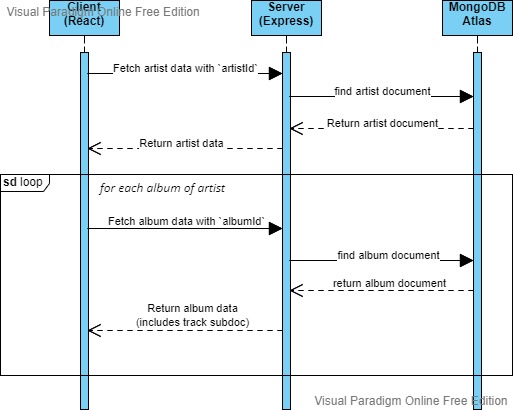 Visual Paradigm Online Free Edition
Client
(React)
Server
(Express)
MongoDB
Atlas
Fetch artist data with `artistId`
find artist document
Return artist document
Return artist data
sd loop
for each album of artist
Fetch album data with `albumId`
find album document
return album document
Return album data
(includes track subdoc)
Visual Paradigm Online Free Edition